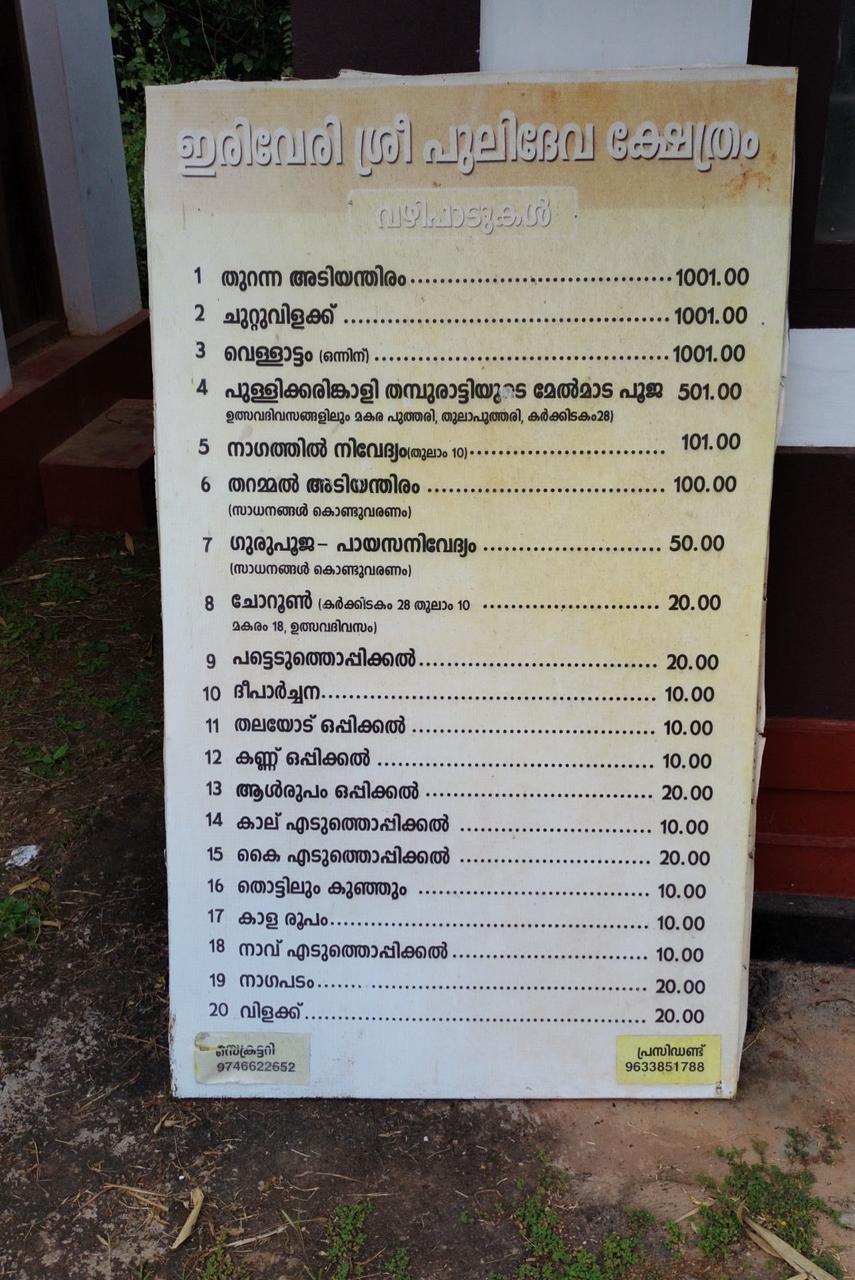 ഇരിവേരി ശ്രീ പുലിദേവ ക്ഷേത്രം
വഴിപാടുകൾ
1 തുറന്ന അടിയന്തിരം..............................1001.00
2 ചുറ്റുവിളക്ക് ..............................1001.00
3 വെള്ളാട്ടം (ഒന്നിന്) ..............................1001.00
4 പുള്ളിക്കരിങ്കാളി തമ്പുരാട്ടിയുടെ മേൽമാട പൂജ 501.00
ഉത്സവദിവസങ്ങളിലും മകര പുത്തരി, തുലാപുത്തരി, കർക്കിടകം28)
5 നാഗത്തിൽ നിവേദ്യം(തുലാം 10)..............................101.00
6 തറമ്മൽ അടിയന്തിരം ..............................100.00
(സാധനങ്ങൾ കൊണ്ടുവരണം)
7 ഗുരുപൂജ– പായസനിവേദ്യം ..............................50.00
(സാധനങ്ങൾ കൊണ്ടുവരണം)
8 ചോറൂൺ (കർക്കിടകം 28 തുലാം 10 ..............................20.00
മകരം 18, ഉത്സവദിവസം)
9 പട്ടെടുത്തൊപ്പിക്കൽ..............................20.00
10 ദീപാർച്ചന..............................10.00
11 തലയോട് ഒപ്പിക്കൽ ..............................10.00
12 കണ്ണ് ഒപ്പിക്കൽ ..............................10.00
13 ആൾരുപം ഒപ്പിക്കൽ ..............................20.00
14 കാല് എടുത്തൊപ്പിക്കൽ ..............................10.00
15 കൈ എടുത്തൊപ്പിക്കൽ ..............................20.00
16 തൊട്ടിലും കുഞ്ഞും ..............................10.00
17 കാള രൂപം..............................10.00
18 നാവ് എടുത്തൊപ്പിക്കൽ..............................10.00
19 നാഗപടം..............................20.00
20 വിളക്ക്..............................20.00
സെക്രട്ടറി
9746622652
പ്രസിഡണ്ട്
9633851788